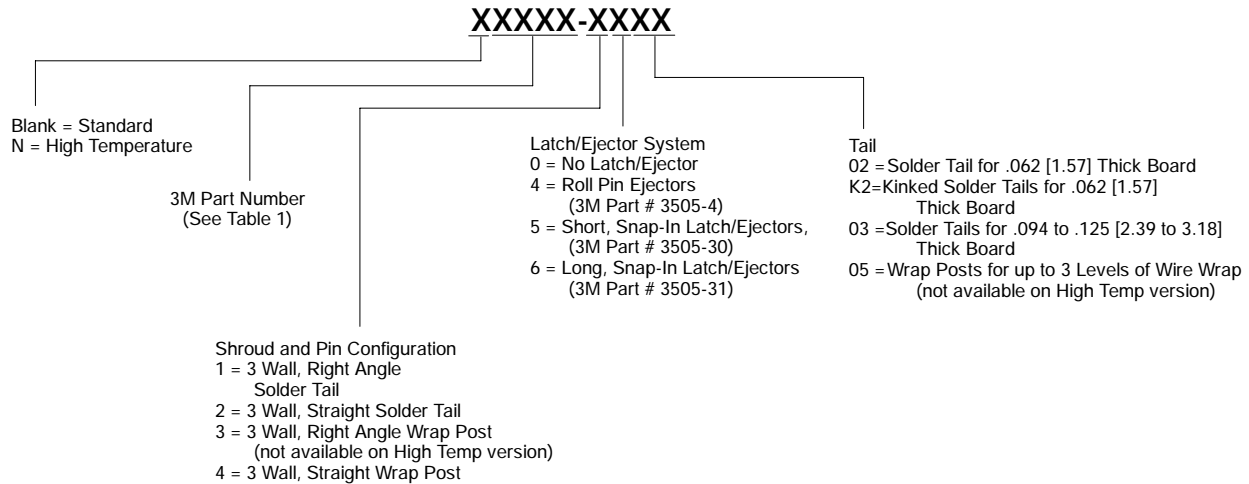 XXXXX-XXXX
Blank = Standard
N = High Temperature
3M Part Number
(See Table 1)
Shroud and Pin Configuration
1 = 3 Wall, Right Angle
Solder Tail
2 = 3 Wall, Straight Solder Tail
3 = 3 Wall, Right Angle Wrap Post
(not available on High Temp version)
4 = 3 Wall, Straight Wrap Post
Latch/Ejector System
0 = No Latch/Ejector
4 = Roll Pin Ejectors
(3M Part # 3505-4)
5 = Short, Snap-In Latch/Ejectors,
(3M Part # 3505-30)
6 = Long, Snap-In Latch/Ejectors
(3M Part # 3505-31)
Tail
02 =Solder Tail for .062 [1.57] Thick Board
K2=Kinked Solder Tails for .062 [1.57]
Thick Board
03 =Solder Tails for .094 to .125 [2.39 to 3.18]
Thick Board
05 =Wrap Posts for up to 3 Levels of Wire Wrap
(not available on High Temp version)